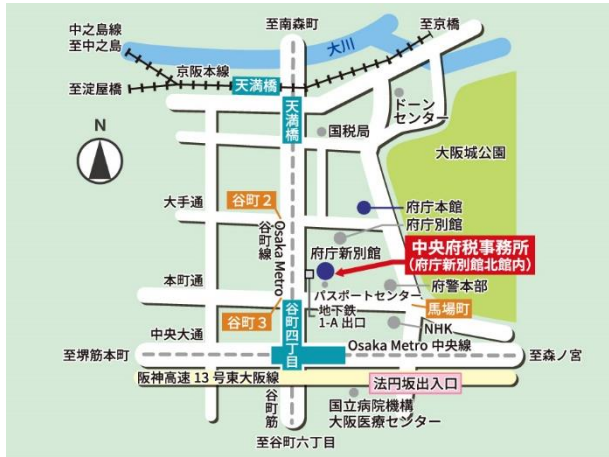 中之島線
至中之島
至南森町
至京橋
大川
京阪本線
天満橋
至淀屋橋
天満橋
ドーン
センター
国税局
N
大阪城公園
大手通
谷町2
Osaka Metro
谷町線
府庁本館
府庁別館
府庁新別館
中央府税事務所
(府庁新別館北館内)
本町通
パスポートセンター
府警本部
地下鉄
1-A 出口
馬場町
谷町3
谷町四丁目
NHK
中央大通
Osaka Metro 中央線
至堺筋本町
至森ノ宮
阪神高速 13 号東大阪線
法円坂出入口
谷町筋
国立病院機構
大阪医療センター
至谷町六丁目